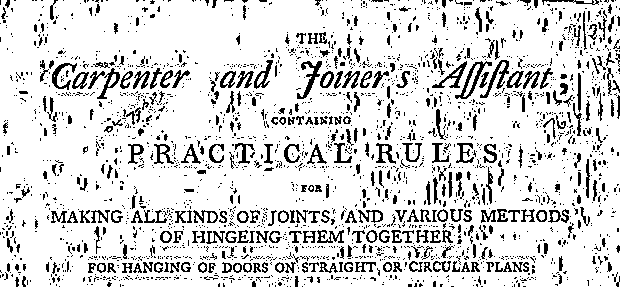 THE
Carpenter and Joiner's Aſſiſtant;
CONTAINING
PRACTICAL RULES
FOR
MAKING ALL KINDS OF JOINTS, AND VARIOUS METHODS
OF HINGEING THEM TOGETHER;
FOR HANGING OF DOORS ON STRAIGHT OR CIRCULAR PLANS;